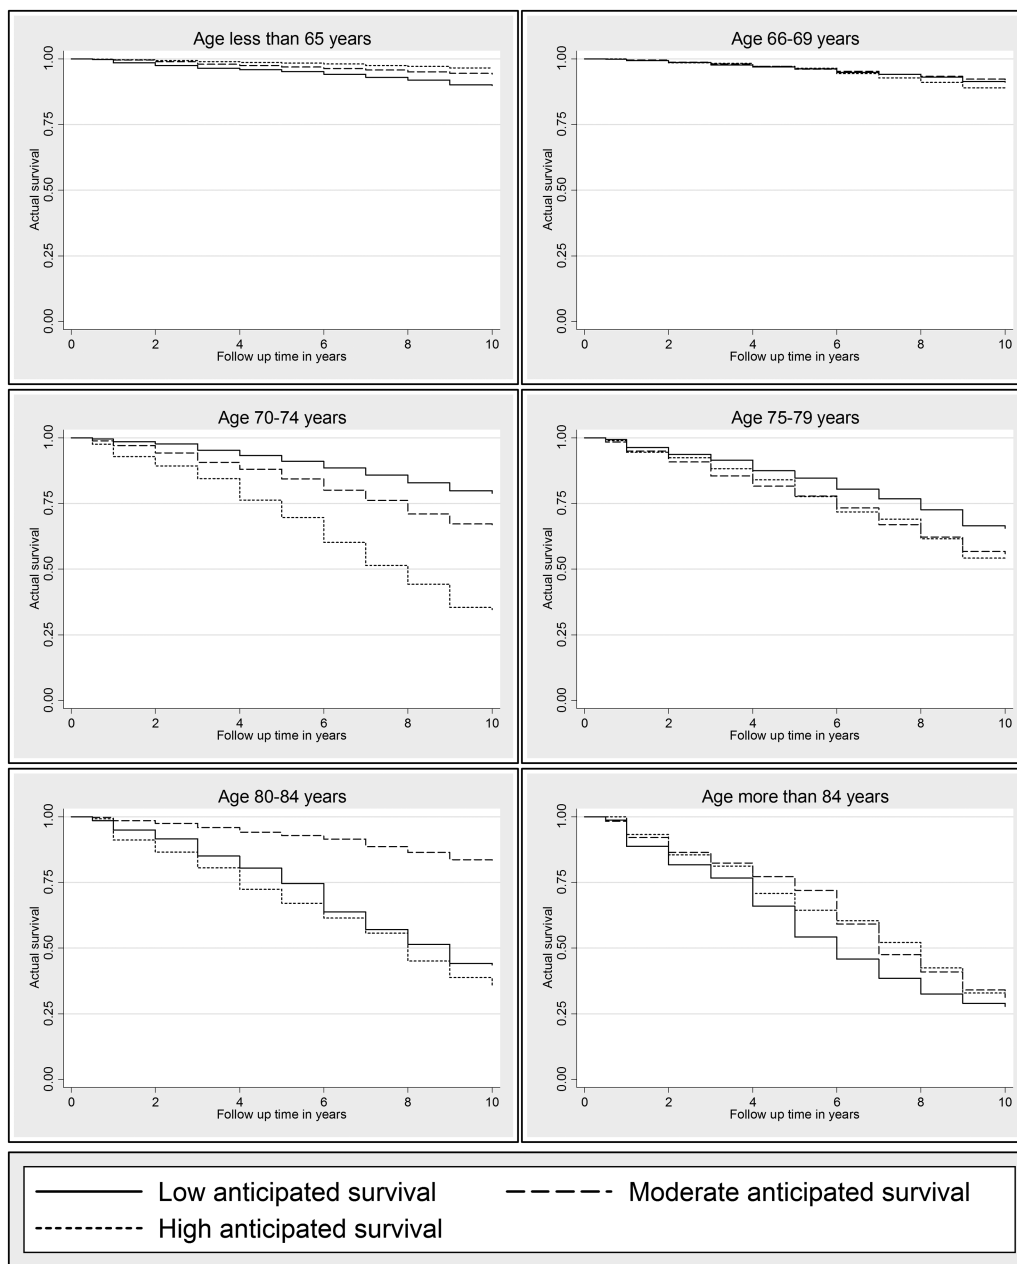 Age less than 65 years
Actual survival
1.00
0.75
0.50
0.25
0.00
0 2 4 6 8 10
Follow up time in years
Age 66-69 years
Actual survival
1.00
0.75
0.50
0.25
0.00
0 2 4 6 8 10
Follow up time in years
Age 70-74 years
Actual survival
1.00
0.75
0.50
0.25
0.00
0 2 4 6 8 10
Follow up time in years
Age 75-79 years
Actual survival
1.00
0.75
0.50
0.25
0.00
0 2 4 6 8 10
Follow up time in years
Age 80-84 years
Actual survival
1.00
0.75
0.50
0.25
0.00
0 2 4 6 8 10
Follow up time in years
Age more than 84 years
Actual survival
1.00
0.75
0.50
0.25
0.00
0 2 4 6 8 10
Follow up time in years
Low anticipated survival
Moderate anticipated survival
High anticipated survival